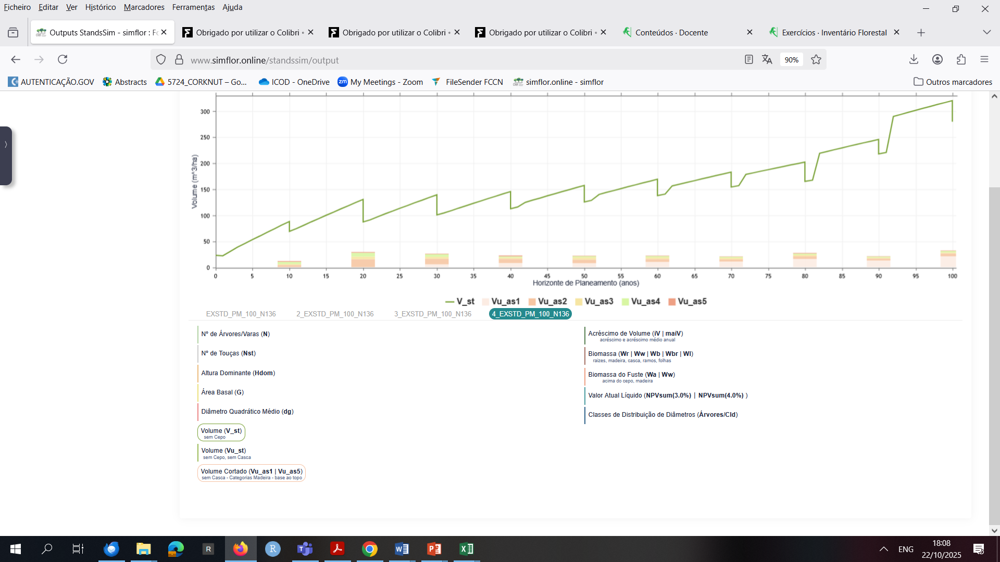 Ficheiro Editar Ver Histórico Marcadores Ferramentas Ajuda
Outputs StandsSim - simflor : Fo
Obrigado por utilizar o Colibri •
Obrigado por utilizar o Colibri •
Obrigado por utilizar o Colibri •
Conteúdos · Docente
Exercícios · Inventário Florestal
www.simflor.online/standssim/output
90%
AUTENTICAÇÃO.GOV
Abstracts
5724_CORKNUT – Go...
ICOD - OneDrive
zm My Meetings - Zoom
FileSender FCCN
simflor.online - simflor
Outros marcadores
300
250
200
150
100
50
0
Volume (m^3/ha)
0 5 10 15 20 25 30 35 40 45 50 55 60 65 70 75 80 85 90 95 100
Horizonte de Planeamento (anos)
V_st Vu_as1 Vu_as2 Vu_as3 Vu_as4 Vu_as5
EXSTD_PM_100_N136 2_EXSTD_PM_100_N136 3_EXSTD_PM_100_N136 4_EXSTD_PM_100_N136
Nº de Árvores/Varas (N)
Nº de Touças (Nst)
Altura Dominante (Hdom)
Área Basal (G)
Diâmetro Quadrático Médio (dg)
Volume (V_st)
sem Cepo
Volume (Vu_st)
sem Cepo, sem Casca
Volume Cortado (Vu_as1 | Vu_as5)
sem Casca - Categorias Madeira - base ao topo
Acréscimo de Volume (iV | maiV)
acréscimo e acréscimo médio anual
Biomassa (Wr | Ww | Wb | Wbr | Wl)
raizes, madeira, casca, ramos, folhas
Biomassa do Fuste (Wa | Ww)
acima do cepo, madeira
Valor Atual Líquido (NPVsum(3.0%) | NPVsum(4.0%) )
Classes de Distribuição de Diâmetros (Árvores/Cld)
ENG
18:08
22/10/2025